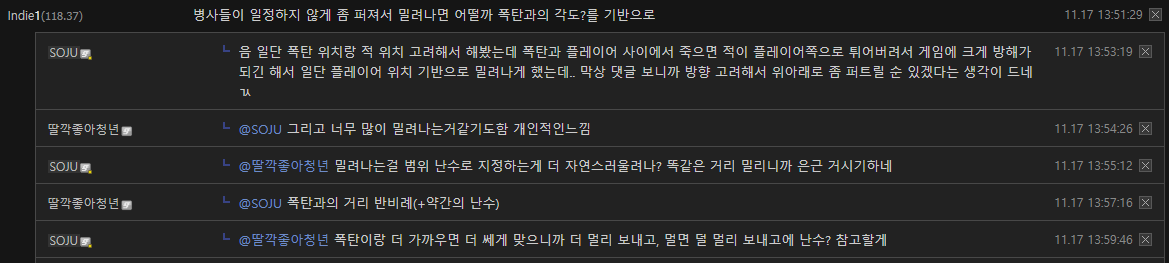 Indie1(118.37) 병사들이 일정하지 않게 좀 퍼져서 밀려나면 어떨까 폭탄과의 각도?를 기반으로 11.17 13:51:29
SOJU 음 일단 폭탄 위치랑 적 위치 고려해서 해봤는데 폭탄과 플레이어 사이에서 죽으면 적이 플레이어쪽으로 튀어버려서 게임에 크게 방해가 11.17 13:53:19
되긴 해서 일단 플레이어 위치 기반으로 밀려나게 했는데.. 막상 댓글 보니까 방향 고려해서 위아래로 좀 퍼트릴 순 있겠다는 생각이 드네
ㄳ
딸깍좋아청년 @SOJU 그리고 너무 많이 밀려나는거같기도함 개인적인느낌 11.17 13:54:26
SOJU @딸깍좋아청년 밀려나는걸 범위 난수로 지정하는게 더 자연스러울려나? 똑같은 거리 밀리니까 은근 거시기하네 11.17 13:55:12
딸깍좋아청년 @SOJU 폭탄과의 거리 반비례(+약간의 난수) 11.17 13:57:16
SOJU @딸깍좋아청년 폭탄이랑 더 가까우면 더 쎄게 맞으니까 더 멀리 보내고, 멀면 덜 멀리 보내고에 난수? 참고할게 11.17 13:59:46